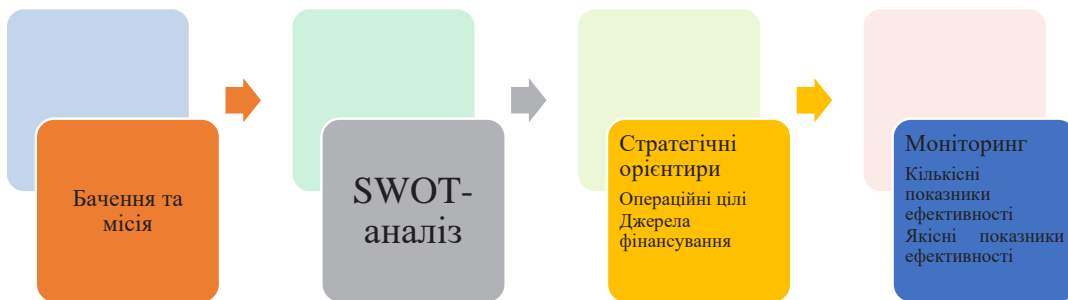 Бачення та
місія
SWOT-
аналіз
Стратегічні
орієнтири
Операційні цілі
Джерела
фінансування
Моніторинг
Кількісні
показники
ефективності
Якісні показники
ефективності